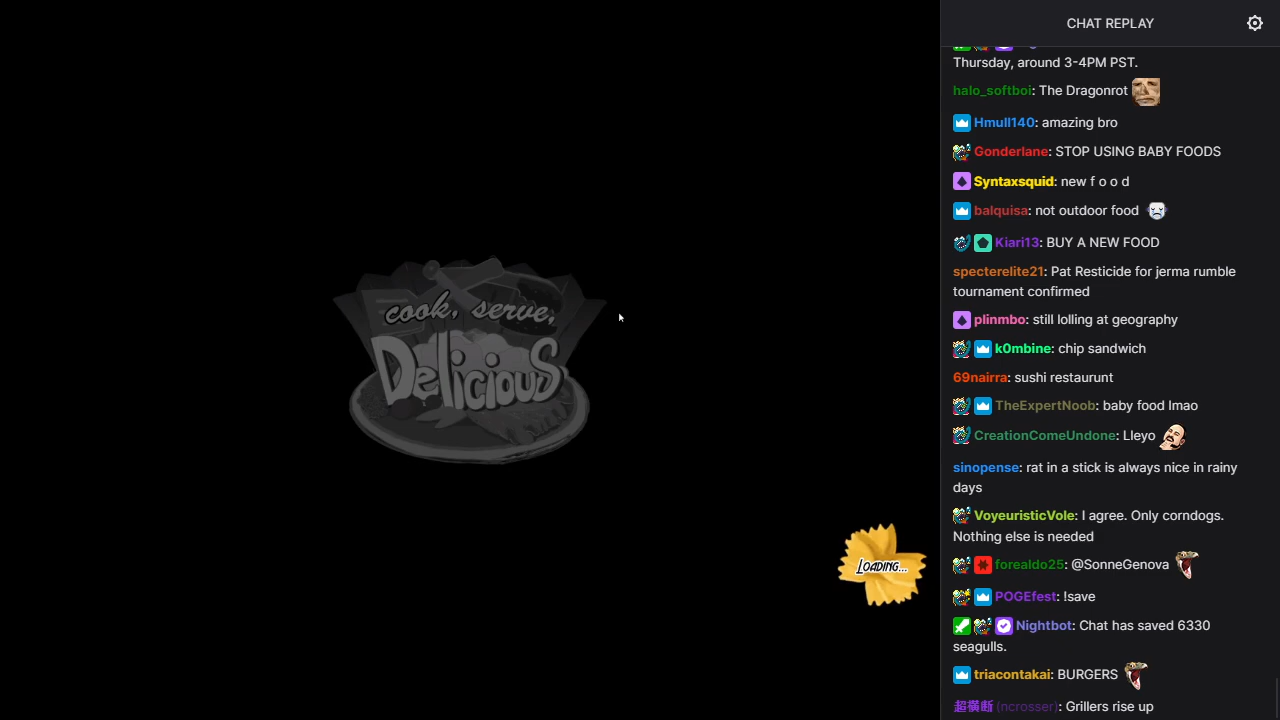 CHAT REPLAY
Thursday, around 3-4PM PST.
halo_softboi: The Dragonrot
Hmull140: amazing bro
Gonderlane: STOP USING BABY FOODS
Syntaxsquid: new f o o d
balquisa: not outdoor food
Kiari13: BUY A NEW FOOD
specterelite21: Pat Resticide for jerma rumble
tournament confirmed
plinmbo: still lolling at geography
k0mbine: chip sandwich
69nairra: sushi restaurunt
TheExpertNoob: baby food lmao
CreationComeUndone: Lleyo
sinopense: rat in a stick is always nice in rainy
days
VoyeuristicVole: I agree. Only corndogs.
Nothing else is needed
forealdo25: @SonneGenova
POGEfest: !save
Nightbot: Chat has saved 6330
seagulls.
triacontakai: BURGERS
超橫断 (ncrosser): Grillers rise up
cook, serve,
Delicious
Loading...